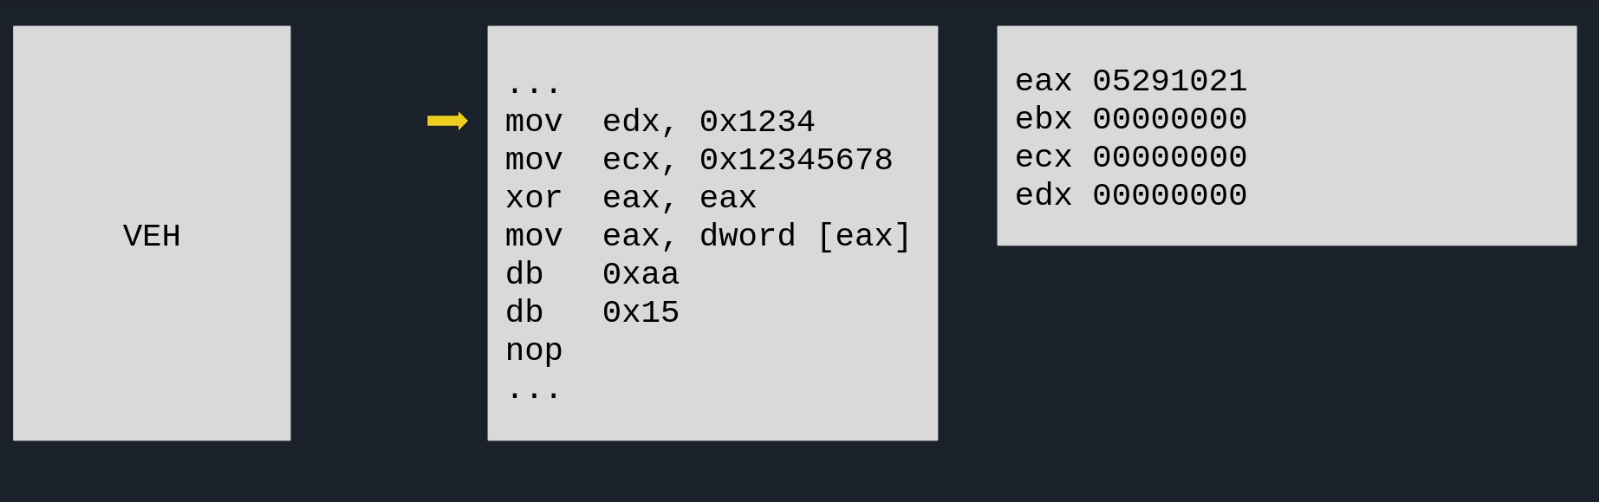 VEH
...
mov  edx, 0x1234
mov  ecx, 0x12345678
xor  eax, eax
mov  eax, dword [eax]
db   0xaa
db   0x15
nop
...
eax 05291021
ebx 00000000
ecx 00000000
edx 00000000